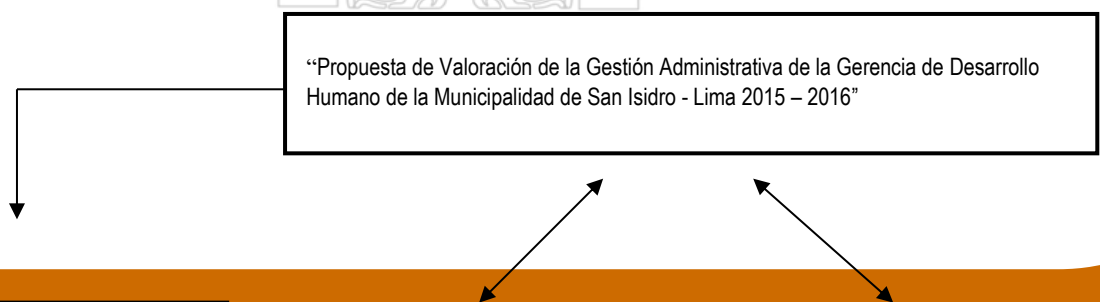 “Propuesta de Valoración de la Gestión Administrativa de la Gerencia de Desarrollo
Humano de la Municipalidad de San Isidro - Lima 2015 – 2016”